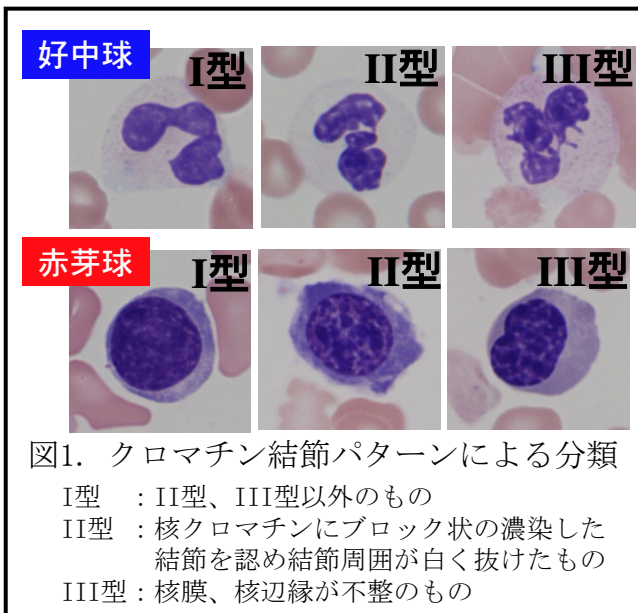 好中球
I型
II型
III型
赤芽球
I型
II型
III型
図1. クロマチン結節パターンによる分類
I型 :II型、III型以外のもの
II型 :核クロマチンにブロック状の濃染した
結節を認め結節周囲が白く抜けたもの
III型:核膜、核辺縁が不整のもの